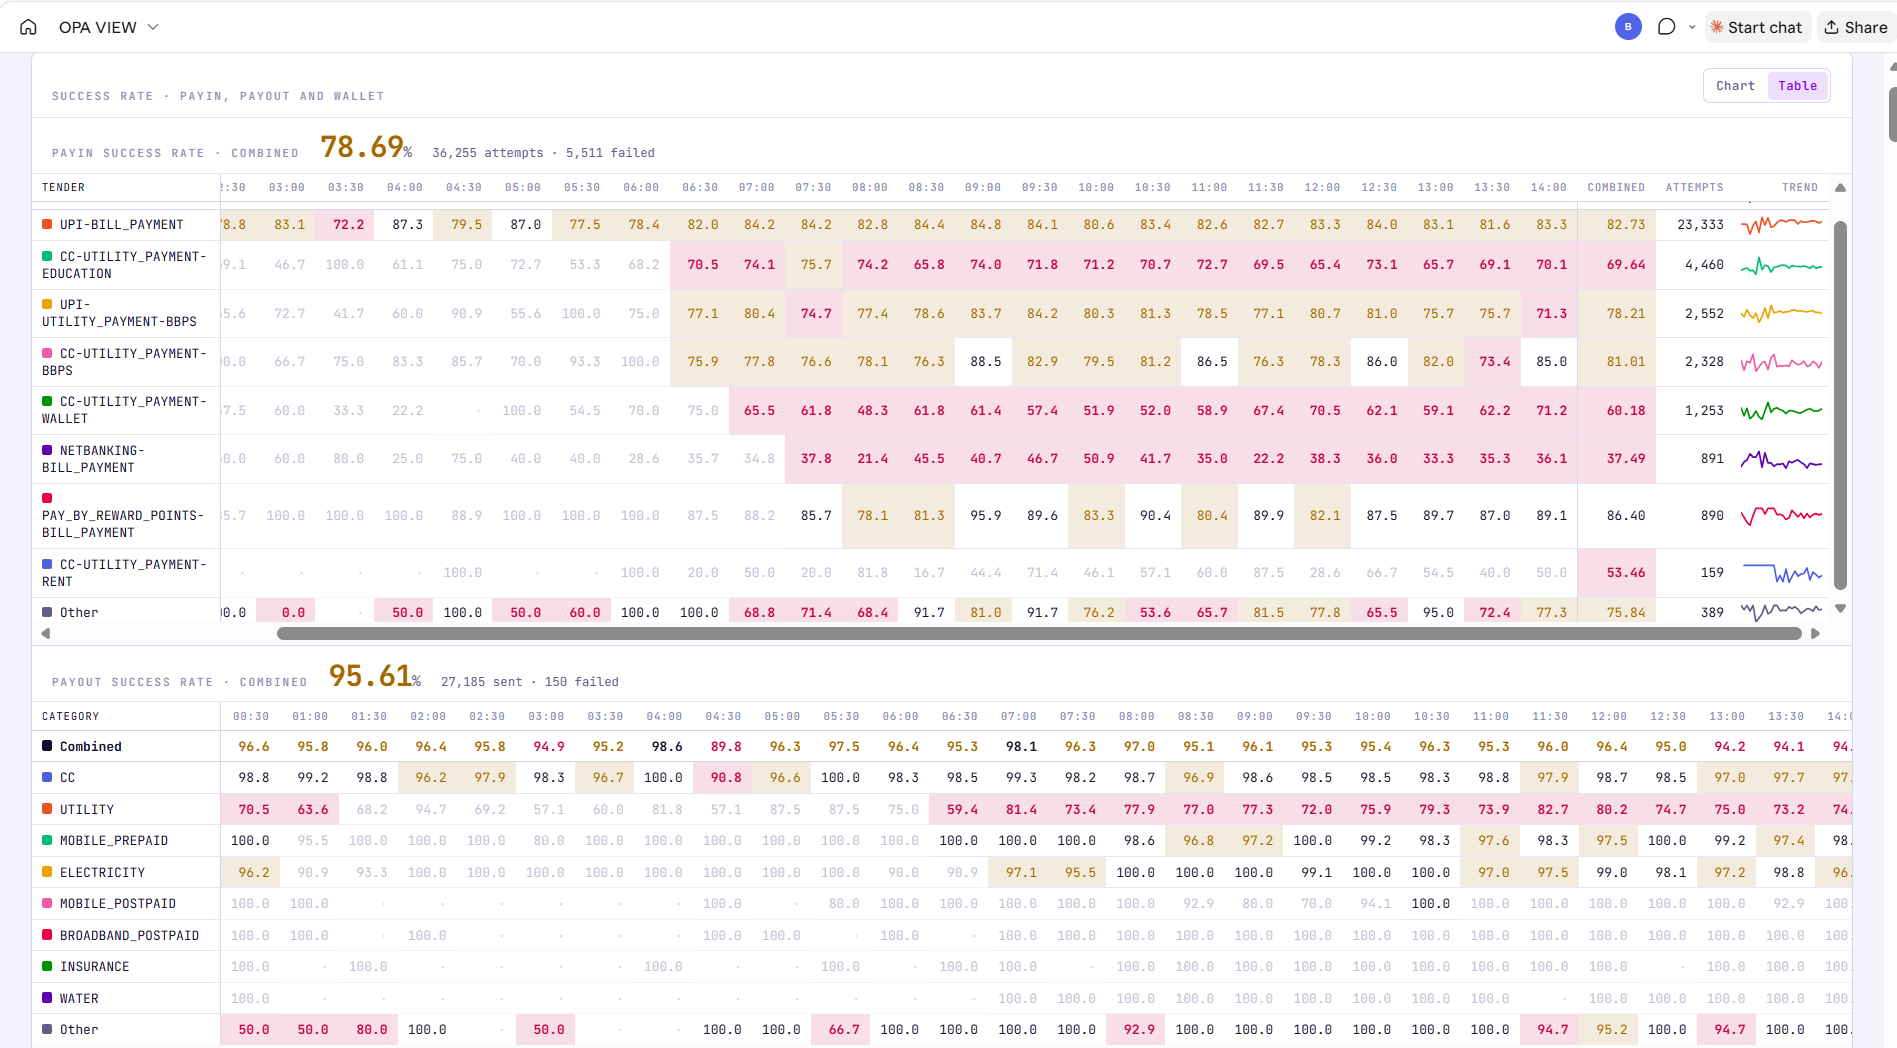 OPA VIEW
B
Start chat
Share
SUCCESS RATE · PAYIN, PAYOUT AND WALLET
Chart Table
PAYIN SUCCESS RATE · COMBINED 78.69% 36,255 attempts · 5,511 failed
TENDER :30 03:00 03:30 04:00 04:30 05:00 05:30 06:00 06:30 07:00 07:30 08:00 08:30 09:00 09:30 10:00 10:30 11:00 11:30 12:00 12:30 13:00 13:30 14:00 COMBINED ATTEMPTS TREND
UPI-BILL_PAYMENT 8.8 83.1 72.2 87.3 79.5 87.0 77.5 78.4 82.0 84.2 84.2 82.8 84.4 84.8 84.1 80.6 83.4 82.6 82.7 83.3 84.0 83.1 81.6 83.3 82.73 23,333
CC-UTILITY_PAYMENT-
EDUCATION 9.1 46.7 100.0 61.1 75.0 72.7 53.3 68.2 70.5 74.1 75.7 74.2 65.8 74.0 71.8 71.2 70.7 72.7 69.5 65.4 73.1 65.7 69.1 70.1 69.64 4,460
UPI-
UTILITY_PAYMENT-BBPS 5.6 72.7 41.7 60.0 90.9 55.6 100.0 75.0 77.1 80.4 74.7 77.4 78.6 83.7 84.2 80.3 81.3 78.5 77.1 80.7 81.0 75.7 75.7 71.3 78.21 2,552
CC-UTILITY_PAYMENT-
BBPS 0.0 66.7 75.0 83.3 85.7 70.0 93.3 100.0 75.9 77.8 76.6 78.1 76.3 88.5 82.9 79.5 81.2 86.5 76.3 78.3 86.0 82.0 73.4 85.0 81.01 2,328
CC-UTILITY_PAYMENT-
WALLET 7.5 60.0 33.3 22.2 · 100.0 54.5 70.0 75.0 65.5 61.8 48.3 61.8 61.4 57.4 51.9 52.0 58.9 67.4 70.5 62.1 59.1 62.2 71.2 60.18 1,253
NETBANKING-
BILL_PAYMENT 0.0 60.0 80.0 25.0 75.0 40.0 40.0 28.6 35.7 34.8 37.8 21.4 45.5 40.7 46.7 50.9 41.7 35.0 22.2 38.3 36.0 33.3 35.3 36.1 37.49 891
PAY_BY_REWARD_POINTS-
BILL_PAYMENT 5.7 100.0 100.0 100.0 88.9 100.0 100.0 100.0 87.5 88.2 85.7 78.1 81.3 95.9 89.6 83.3 90.4 80.4 89.9 82.1 87.5 89.7 87.0 89.1 86.40 890
CC-UTILITY_PAYMENT-
RENT · · · · 100.0 · · 100.0 20.0 50.0 20.0 81.8 16.7 44.4 71.4 46.1 57.1 60.0 87.5 28.6 66.7 54.5 40.0 50.0 53.46 159
Other 0.0 0.0 · 50.0 100.0 50.0 60.0 100.0 100.0 68.8 71.4 68.4 91.7 81.0 91.7 76.2 53.6 65.7 81.5 77.8 65.5 95.0 72.4 77.3 75.84 389
PAYOUT SUCCESS RATE · COMBINED 95.61% 27,185 sent · 150 failed
CATEGORY 00:30 01:00 01:30 02:00 02:30 03:00 03:30 04:00 04:30 05:00 05:30 06:00 06:30 07:00 07:30 08:00 08:30 09:00 09:30 10:00 10:30 11:00 11:30 12:00 12:30 13:00 13:30 14:0
Combined 96.6 95.8 96.0 96.4 95.8 94.9 95.2 98.6 89.8 96.3 97.5 96.4 95.3 98.1 96.3 97.0 95.1 96.1 95.3 95.4 96.3 95.3 96.0 96.4 95.0 94.2 94.1 94.
CC 98.8 99.2 98.8 96.2 97.9 98.3 96.7 100.0 90.8 96.6 100.0 98.3 98.5 99.3 98.2 98.7 96.9 98.6 98.5 98.5 98.3 98.8 97.9 98.7 98.5 97.0 97.7 97.
UTILITY 70.5 63.6 68.2 94.7 69.2 57.1 60.0 81.8 57.1 87.5 87.5 75.0 59.4 81.4 73.4 77.9 77.0 77.3 72.0 75.9 79.3 73.9 82.7 80.2 74.7 75.0 73.2 74.
MOBILE_PREPAID 100.0 95.5 100.0 100.0 100.0 80.0 100.0 100.0 100.0 100.0 100.0 100.0 100.0 100.0 100.0 98.6 96.8 97.2 100.0 99.2 98.3 97.6 98.3 97.5 100.0 99.2 97.4 98.
ELECTRICITY 96.2 90.9 93.3 100.0 100.0 100.0 100.0 100.0 100.0 100.0 100.0 90.0 90.9 97.1 95.5 100.0 100.0 100.0 99.1 100.0 100.0 97.0 97.5 99.0 98.1 97.2 98.8 96.
MOBILE_POSTPAID 100.0 100.0 · · · · · · 100.0 · 80.0 100.0 100.0 100.0 100.0 100.0 92.9 80.0 70.0 94.1 100.0 100.0 100.0 100.0 100.0 100.0 92.9 100.
BROADBAND_POSTPAID 100.0 100.0 · 100.0 · · · · 100.0 100.0 · 100.0 · 100.0 100.0 100.0 100.0 100.0 100.0 100.0 100.0 100.0 100.0 100.0 100.0 100.0 100.0 100.
INSURANCE 100.0 · 100.0 · · · · 100.0 · · 100.0 · 100.0 100.0 · 100.0 100.0 100.0 100.0 100.0 100.0 100.0 100.0 100.0 · 100.0 100.0 100.
WATER 100.0 · · · · · · · · · · · · 100.0 100.0 100.0 100.0 100.0 100.0 100.0 100.0 100.0 · 100.0 100.0 100.0 100.0 100.
Other 50.0 50.0 80.0 100.0 · 50.0 · · 100.0 100.0 66.7 100.0 100.0 100.0 100.0 92.9 100.0 100.0 100.0 100.0 100.0 100.0 94.7 95.2 100.0 94.7 100.0 100.